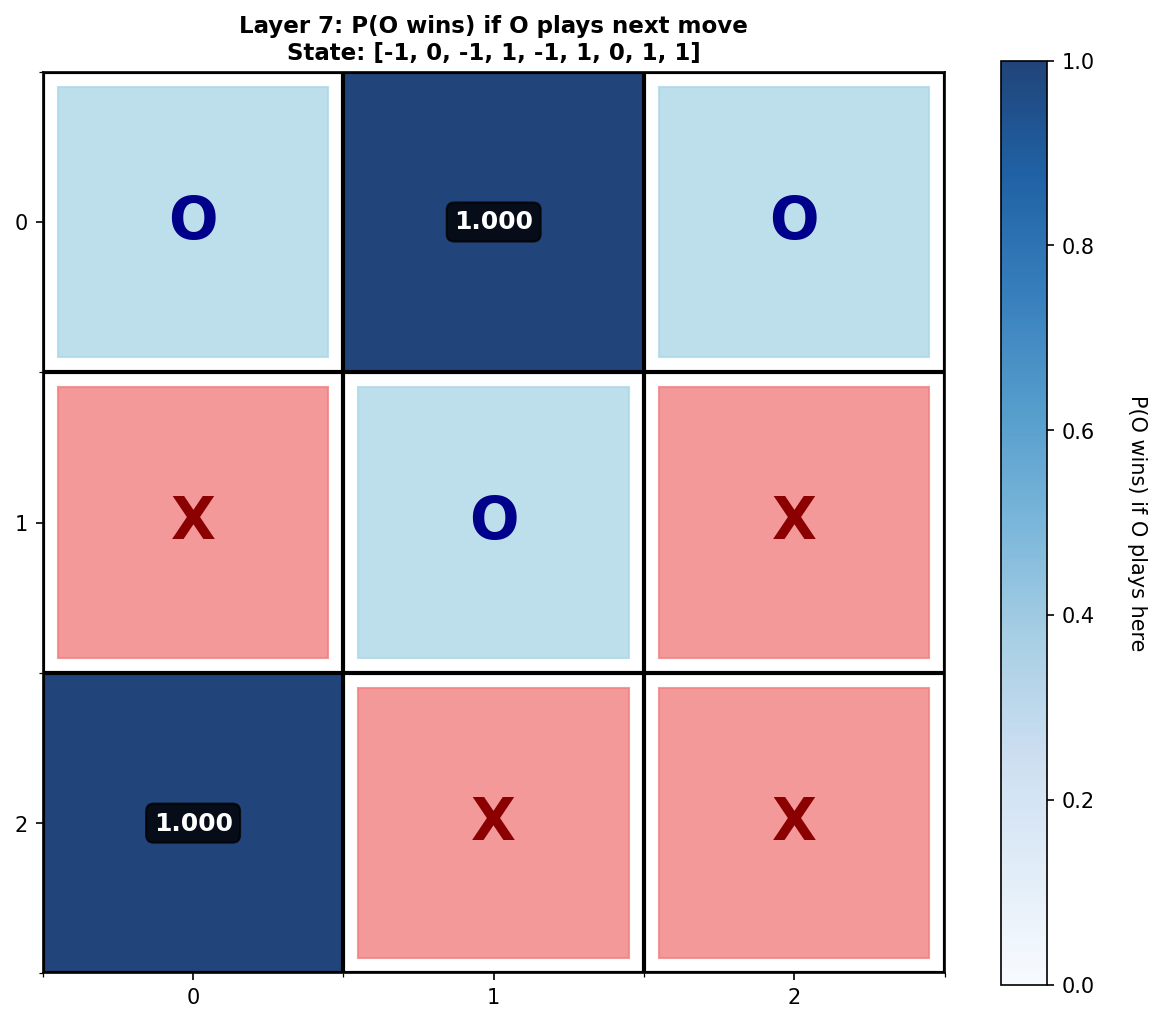 Layer 7: P(O wins) if O plays next move
State: [-1, 0, -1, 1, -1, 1, 0, 1, 1]
O 1.000 O
X O X
1.000 X X
0
1
2
0 1 2
1.0
0.8
0.6
0.4
0.2
0.0
P(O wins) if O plays here